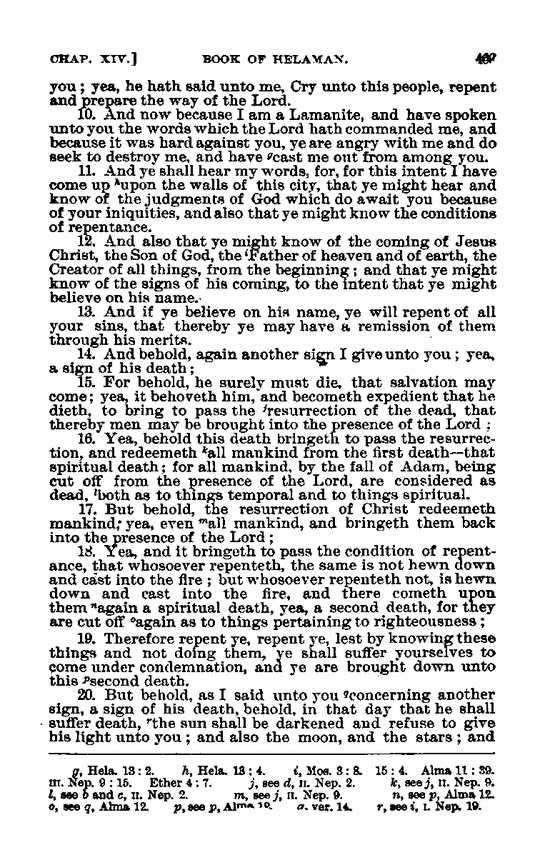 CHAP. XIV.] BOOK OF HELAMAN. 467
you; yea, he hath said unto me, Cry unto this people, repent
and prepare the way of the Lord.
10. And now because I am a Lamanite, and have spoken
unto you the words which the Lord hath commanded me, and
because it was hard against you, ye are angry with me and do
seek to destroy me, and have gcast me out from among you.
11. And ye shall hear my words, for, for this intent I have
come up hupon the walls of this city, that ye might hear and
know of the judgments of God which do await you because
of your iniquities, and also that ye might know the conditions
of repentance.
12. And also that ye might know of the coming of Jesus
Christ, the Son of God, the iFather of heaven and of earth, the
Creator of all things, from the beginning; and that ye might
know of the signs of his coming, to the intent that ye might
believe on his name.
13. And if ye believe on his name, ye will repent of all
your sins, that thereby ye may have a remission of them
through his merits.
14. And behold, again another sign I give unto you; yea,
a sign of his death;
15. For behold, he surely must die, that salvation may
come; yea, it behoveth him, and becometh expedient that he
dieth, to bring to pass the jresurrection of the dead, that
thereby men may be brought into the presence of the Lord;
16. Yea, behold this death bringeth to pass the resurrec-
tion, and redeemeth kall mankind from the first death—that
spiritual death; for all mankind, by the fall of Adam, being
cut off from the presence of the Lord, are considered as
dead, lboth as to things temporal and to things spiritual.
17. But behold, the resurrection of Christ redeemeth
mankind; yea, even mall mankind, and bringeth them back
into the presence of the Lord;
18. Yea, and it bringeth to pass the condition of repent-
ance, that whosoever repenteth, the same is not hewn down
and cast into the fire; but whosoever repenteth not, is hewn
down and cast into the fire, and there cometh upon
them nagain a spiritual death, yea, a second death, for they
are cut off oagain as to things pertaining to righteousness;
19. Therefore repent ye, repent ye, lest by knowing these
things and not doing them, ye shall suffer yourselves to
come under condemnation, and ye are brought down unto
this psecond death.
20. But behold, as I said unto you qconcerning another
sign, a sign of his death, behold, in that day that he shall
suffer death, rthe sun shall be darkened and refuse to give
his light unto you; and also the moon, and the stars; and
g, Hela. 13:2. h, Hela. 13:4. i, Mos. 3:8. 15:4. Alma 11:39.
III. Nep. 9:15. Ether 4:7. j, see d, II. Nep. 2. k, see j, II. Nep. 9.
l, see b and c, II. Nep. 2. m, see j, II. Nep. 9. n, see p, Alma 12.
o, see q, Alma 12. p, see p, Alma 12. q. ver. 14. r, see i, I. Nep. 19.